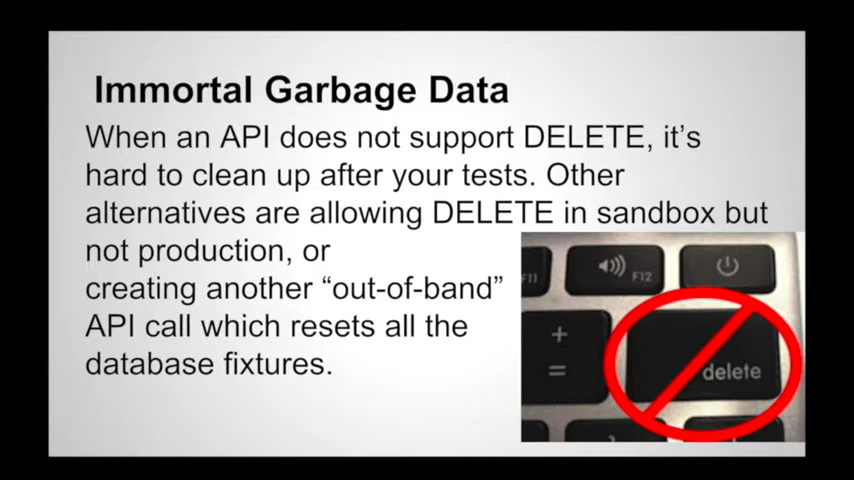 Immortal Garbage Data
When an API does not support DELETE, it's
hard to clean up after your tests. Other
alternatives are allowing DELETE in sandbox but
not production, or
creating another “out-of-band”
API call which resets all the
database fixtures.
F11
F12
+
=
delete